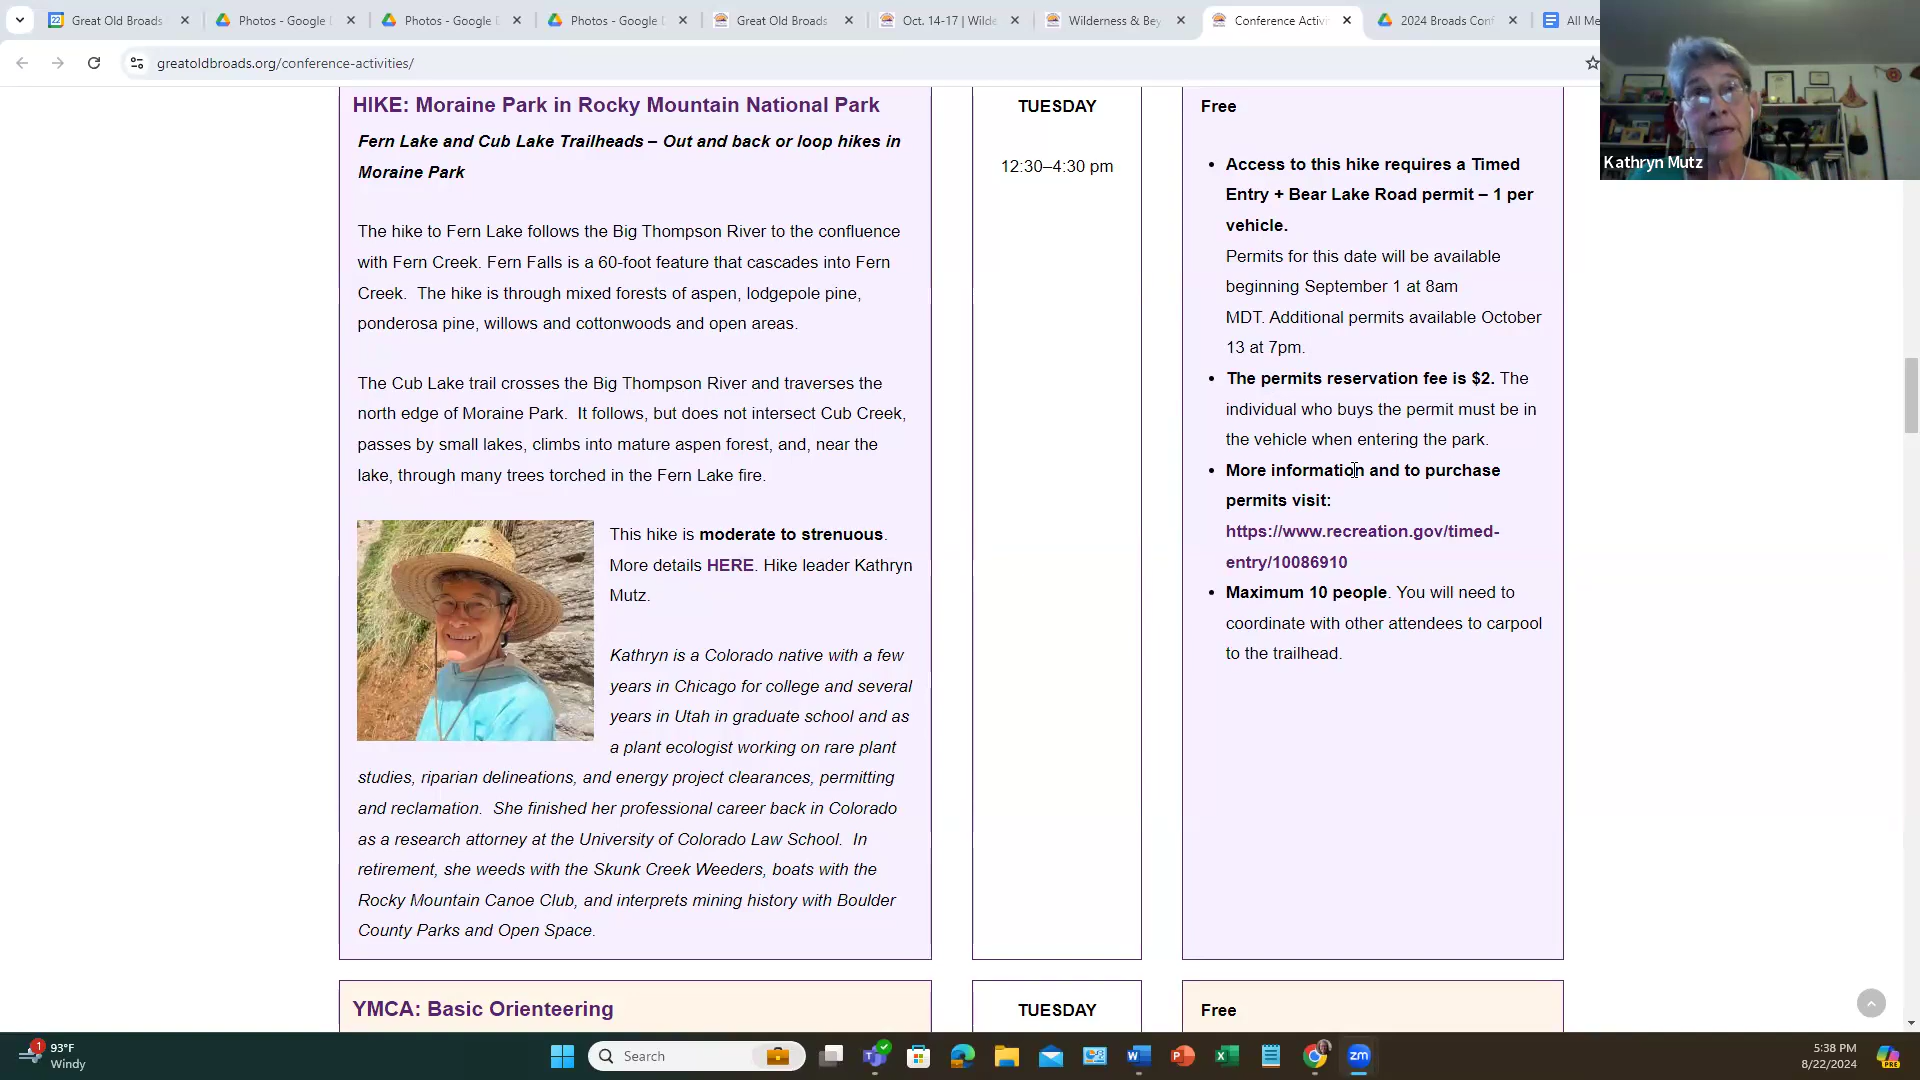 Great Old Broads
Photos - Google
Photos - Google
Photos - Google
Great Old Broads
Oct. 14-17 | Wilde
Wilderness & Bey
Conference Activi
2024 Broads Conf
All Me
greatoldbroads.org/conference-activities/
Kathryn Mutz
HIKE: Moraine Park in Rocky Mountain National Park
Fern Lake and Cub Lake Trailheads – Out and back or loop hikes in
Moraine Park
The hike to Fern Lake follows the Big Thompson River to the confluence
with Fern Creek. Fern Falls is a 60-foot feature that cascades into Fern
Creek.  The hike is through mixed forests of aspen, lodgepole pine,
ponderosa pine, willows and cottonwoods and open areas.
The Cub Lake trail crosses the Big Thompson River and traverses the
north edge of Moraine Park.  It follows, but does not intersect Cub Creek,
passes by small lakes, climbs into mature aspen forest, and, near the
lake, through many trees torched in the Fern Lake fire.
This hike is moderate to strenuous.
More details HERE. Hike leader Kathryn
Mutz.
Kathryn is a Colorado native with a few
years in Chicago for college and several
years in Utah in graduate school and as
a plant ecologist working on rare plant
studies, riparian delineations, and energy project clearances, permitting
and reclamation.  She finished her professional career back in Colorado
as a research attorney at the University of Colorado Law School.  In
retirement, she weeds with the Skunk Creek Weeders, boats with the
Rocky Mountain Canoe Club, and interprets mining history with Boulder
County Parks and Open Space.
TUESDAY
12:30–4:30 pm
Free
• Access to this hike requires a Timed
Entry + Bear Lake Road permit – 1 per
vehicle.
Permits for this date will be available
beginning September 1 at 8am
MDT. Additional permits available October
13 at 7pm.
• The permits reservation fee is $2. The
individual who buys the permit must be in
the vehicle when entering the park.
• More information and to purchase
permits visit:
https://www.recreation.gov/timed-
entry/10086910
• Maximum 10 people. You will need to
coordinate with other attendees to carpool
to the trailhead.
YMCA: Basic Orienteering
TUESDAY
Free
1
93°F
Windy
Search
zm
5:38 PM
8/22/2024